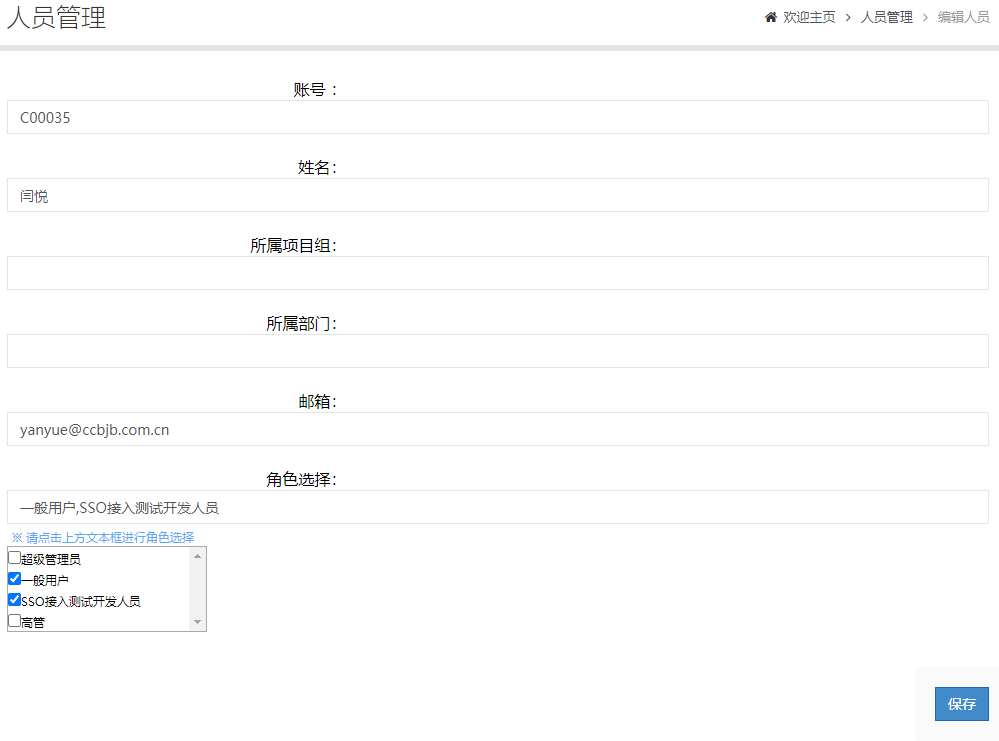 人员管理
欢迎主页 > 人员管理 > 编辑人员
账号：
C00035
姓名：
闫悦
所属项目组：
所属部门：
邮箱：
yanyue@ccbjb.com.cn
角色选择：
一般用户,SSO接入测试开发人员
※ 请点击上方文本框进行角色选择
超级管理员
一般用户
SSO接入测试开发人员
高管
保存